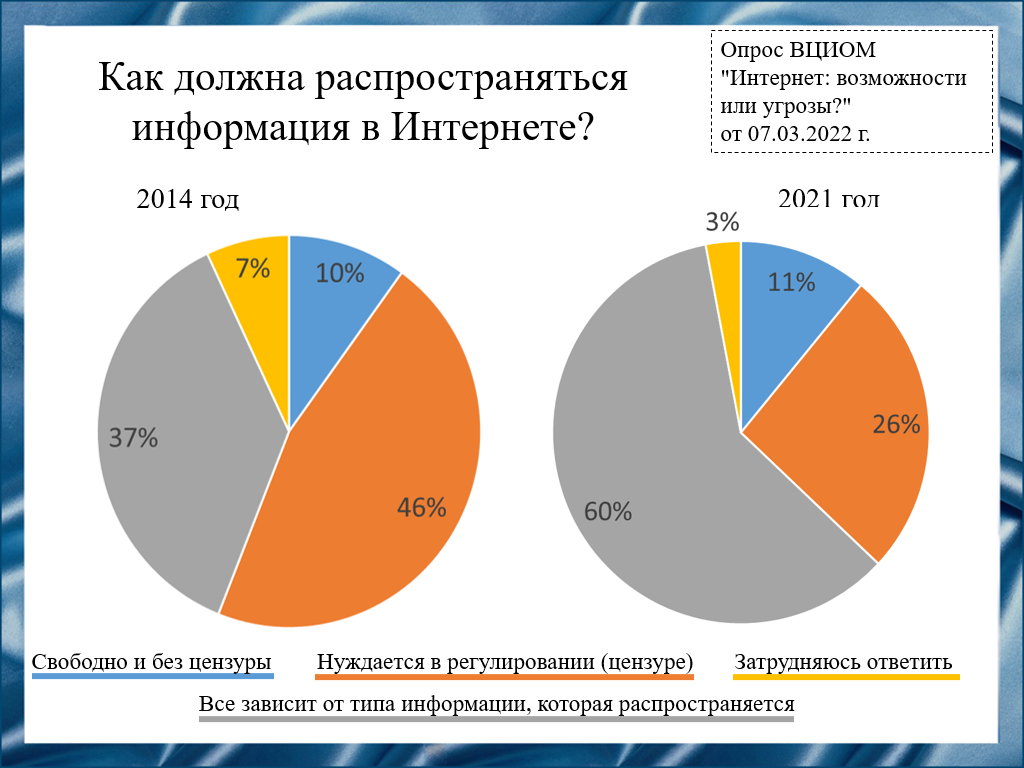 Как должна распространяться
информация в Интернете?
Опрос ВЦИОМ
"Интернет: возможности
или угрозы?"
от 07.03.2022 г.
2014 год
2021 год
7%
10%
37%
46%
3%
11%
26%
60%
Свободно и без цензуры
Нуждается в регулировании (цензуре)
Затрудняюсь ответить
Все зависит от типа информации, которая распространяется